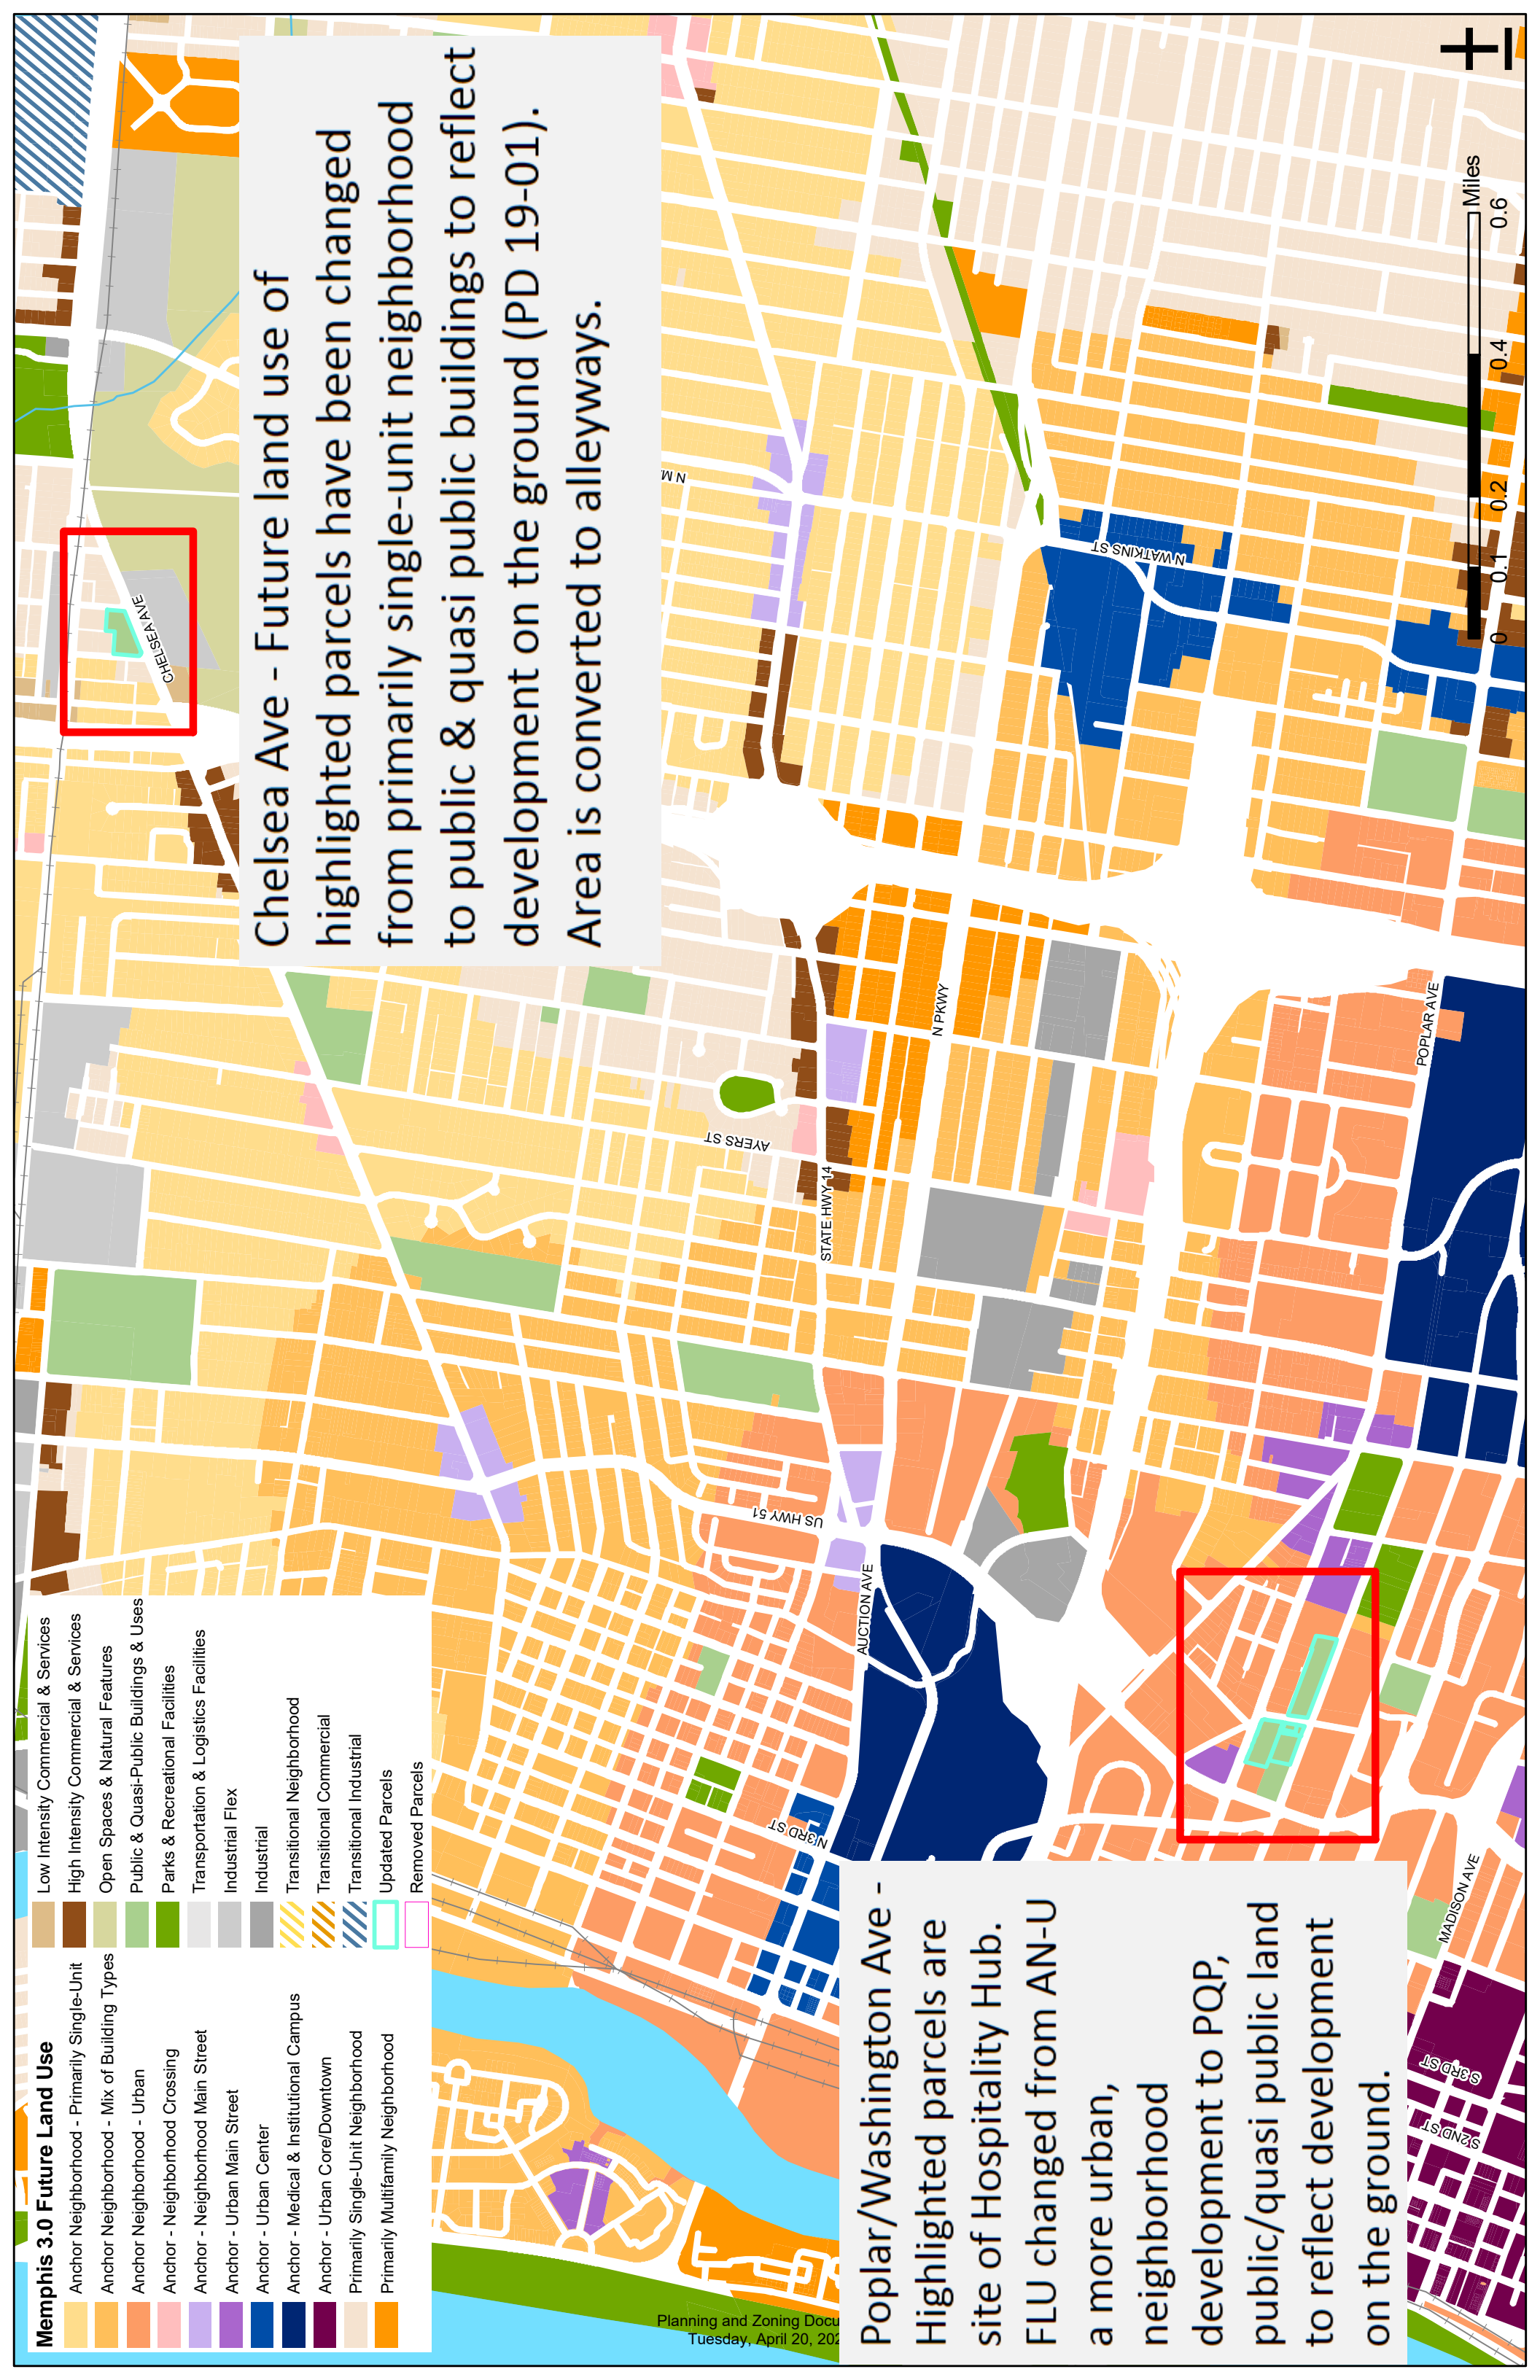 Memphis 3.0 Future Land Use
Anchor Neighborhood - Primarily Single-Unit
Anchor Neighborhood - Mix of Building Types
Anchor Neighborhood - Urban
Anchor - Neighborhood Crossing
Anchor - Neighborhood Main Street
Anchor - Urban Main Street
Anchor - Urban Center
Anchor - Medical & Institutional Campus
Anchor - Urban Core/Downtown
Primarily Single-Unit Neighborhood
Primarily Multifamily Neighborhood
Low Intensity Commercial & Services
High Intensity Commercial & Services
Open Spaces & Natural Features
Public & Quasi-Public Buildings & Uses
Parks & Recreational Facilities
Transportation & Logistics Facilities
Industrial Flex
Industrial
Transitional Neighborhood
Transitional Commercial
Transitional Industrial
Updated Parcels
Removed Parcels
Chelsea Ave - Future land use of
highlighted parcels have been changed
from primarily single-unit neighborhood
to public & quasi public buildings to reflect
development on the ground (PD 19-01).
Area is converted to alleyways.
CHELSEA AVE
N PKWY
AYERS ST
STATE HWY 14
US HWY 51
AUCTION AVE
N 3RD ST
N WATKINS ST
POPLAR AVE
MADISON AVE
S 3RD ST
S 2ND ST
Poplar/Washington Ave -
Highlighted parcels are
site of Hospitality Hub.
FLU changed from AN-U
a more urban,
neighborhood
development to PQP,
public/quasi public land
to reflect development
on the ground.
Planning and Zoning
Tuesday, April 20,
0 0.1 0.2 0.4 0.6
Miles